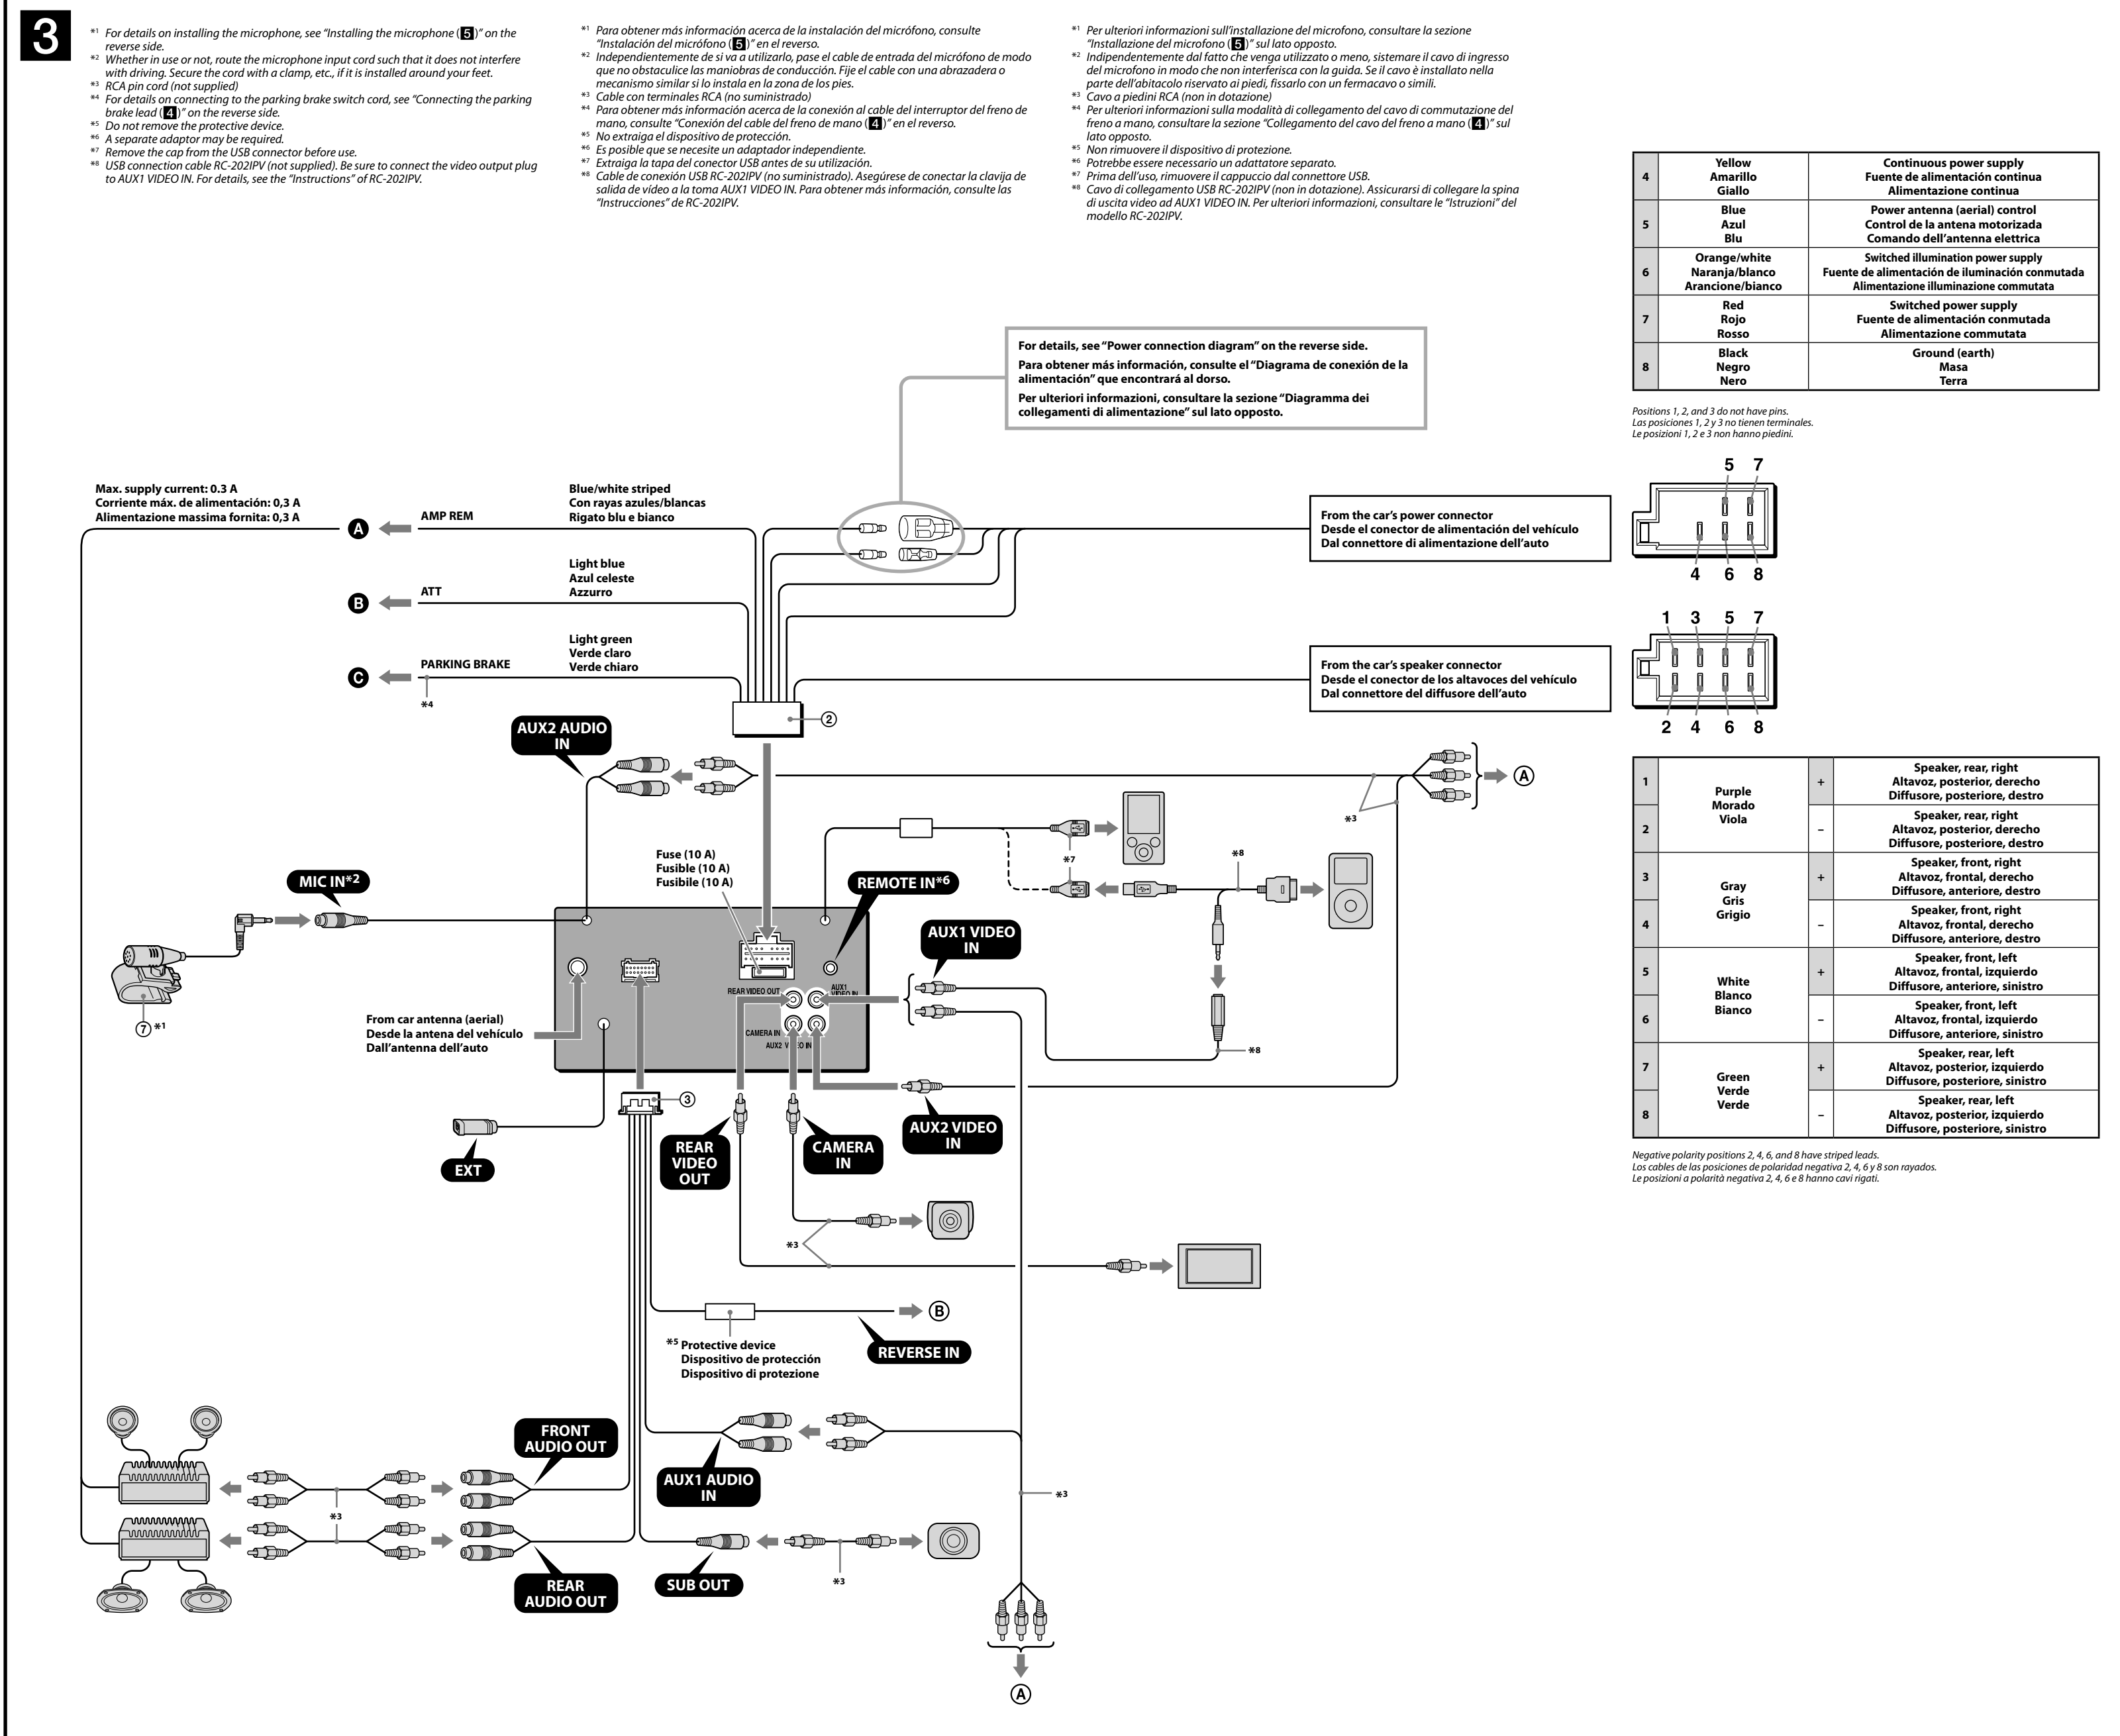 3
*1 For details on installing the microphone, see “Installing the microphone (5)” on the
reverse side.
*2 Whether in use or not, route the microphone input cord such that it does not interfere
with driving. Secure the cord with a clamp, etc., if it is installed around your feet.
*3 RCA pin cord (not supplied)
*4 For details on connecting to the parking brake switch cord, see “Connecting the parking
brake lead (4)” on the reverse side.
*5 Do not remove the protective device.
*6 A separate adaptor may be required.
*7 Remove the cap from the USB connector before use.
*8 USB connection cable RC-202IPV (not supplied). Be sure to connect the video output plug
to AUX1 VIDEO IN. For details, see the “Instructions” of RC-202IPV.
*1 Para obtener más información acerca de la instalación del micrófono, consulte
“Instalación del micrófono (5)” en el reverso.
*2 Independientemente de si va a utilizarlo, pase el cable de entrada del micrófono de modo
que no obstaculice las maniobras de conducción. Fije el cable con una abrazadera o
mecanismo similar si lo instala en la zona de los pies.
*3 Cable con terminales RCA (no suministrado)
*4 Para obtener más información acerca de la conexión al cable del interruptor del freno de
mano, consulte “Conexión del cable del freno de mano (4)” en el reverso.
*5 No extraiga el dispositivo de protección.
*6 Es posible que se necesite un adaptador independiente.
*7 Extraiga la tapa del conector USB antes de su utilización.
*8 Cable de conexión USB RC-202IPV (no suministrado). Asegúrese de conectar la clavija de
salida de vídeo a la toma AUX1 VIDEO IN. Para obtener más información, consulte las
“Instrucciones” de RC-202IPV.
*1 Per ulteriori informazioni sull’installazione del microfono, consultare la sezione
“Installazione del microfono (5)” sul lato opposto.
*2 Indipendentemente dal fatto che venga utilizzato o meno, sistemare il cavo di ingresso
del microfono in modo che non interferisca con la guida. Se il cavo è installato nella
parte dell’abitacolo riservato ai piedi, fissarlo con un fermacavo o simili.
*3 Cavo a piedini RCA (non in dotazione)
*4 Per ulteriori informazioni sulla modalità di collegamento del cavo di commutazione del
freno a mano, consultare la sezione “Collegamento del cavo del freno a mano (4)” sul
lato opposto.
*5 Non rimuovere il dispositivo di protezione.
*6 Potrebbe essere necessario un adattatore separato.
*7 Prima dell’uso, rimuovere il cappuccio dal connettore USB.
*8 Cavo di collegamento USB RC-202IPV (non in dotazione). Assicurarsi di collegare la spina
di uscita video ad AUX1 VIDEO IN. Per ulteriori informazioni, consultare le “Istruzioni” del
modello RC-202IPV.
4
Yellow
Amarillo
Giallo
Continuous power supply
Fuente de alimentación continua
Alimentazione continua
5
Blue
Azul
Blu
Power antenna (aerial) control
Control de la antena motorizada
Comando dell’antenna elettrica
6
Orange/white
Naranja/blanco
Arancione/bianco
Switched illumination power supply
Fuente de alimentación de iluminación conmutada
Alimentazione illuminazione commutata
7
Red
Rojo
Rosso
Switched power supply
Fuente de alimentación conmutada
Alimentazione commutata
8
Black
Negro
Nero
Ground (earth)
Masa
Terra
Positions 1, 2, and 3 do not have pins.
Las posiciones 1, 2 y 3 no tienen terminales.
Le posizioni 1, 2 e 3 non hanno piedini.
For details, see “Power connection diagram” on the reverse side.
Para obtener más información, consulte el “Diagrama de conexión de la
alimentación” que encontrará al dorso.
Per ulteriori informazioni, consultare la sezione “Diagramma dei
collegamenti di alimentazione” sul lato opposto.
5 7
4 6 8
Max. supply current: 0.3 A
Corriente máx. de alimentación: 0,3 A
Alimentazione massima fornita: 0,3 A
A
AMP REM
Blue/white striped
Con rayas azules/blancas
Rigato blu e bianco
From the car’s power connector
Desde el conector de alimentación del vehículo
Dal connettore di alimentazione dell’auto
B
ATT
Light blue
Azul celeste
Azzurro
C
PARKING BRAKE
Light green
Verde claro
Verde chiaro
*4
From the car’s speaker connector
Desde el conector de los altavoces del vehículo
Dal connettore del diffusore dell’auto
1 3 5 7
2 4 6 8
2
AUX2 AUDIO
IN
A
*3
*7
*8
Fuse (10 A)
Fusible (10 A)
Fusibile (10 A)
MIC IN*2
REMOTE IN*6
AUX1 VIDEO
IN
7 *1
REAR VIDEO OUT
AUX1
VIDEO IN
CAMERA IN
AUX2 VIDEO IN
From car antenna (aerial)
Desde la antena del vehículo
Dall’antenna dell’auto
*8
3
EXT
REAR
VIDEO
OUT
CAMERA
IN
AUX2 VIDEO
IN
*3
B
*5 Protective device
Dispositivo de protección
Dispositivo di protezione
REVERSE IN
FRONT
AUDIO OUT
AUX1 AUDIO
IN
*3
*3
REAR
AUDIO OUT
SUB OUT
*3
A
1
2
Purple
Morado
Viola
+
Speaker, rear, right
Altavoz, posterior, derecho
Diffusore, posteriore, destro
–
Speaker, rear, right
Altavoz, posterior, derecho
Diffusore, posteriore, destro
3
4
Gray
Gris
Grigio
+
Speaker, front, right
Altavoz, frontal, derecho
Diffusore, anteriore, destro
–
Speaker, front, right
Altavoz, frontal, derecho
Diffusore, anteriore, destro
5
6
White
Blanco
Bianco
+
Speaker, front, left
Altavoz, frontal, izquierdo
Diffusore, anteriore, sinistro
–
Speaker, front, left
Altavoz, frontal, izquierdo
Diffusore, anteriore, sinistro
7
8
Green
Verde
Verde
+
Speaker, rear, left
Altavoz, posterior, izquierdo
Diffusore, posteriore, sinistro
–
Speaker, rear, left
Altavoz, posterior, izquierdo
Diffusore, posteriore, sinistro
Negative polarity positions 2, 4, 6, and 8 have striped leads.
Los cables de las posiciones de polaridad negativa 2, 4, 6 y 8 son rayados.
Le posizioni a polarità negativa 2, 4, 6 e 8 hanno cavi rigati.